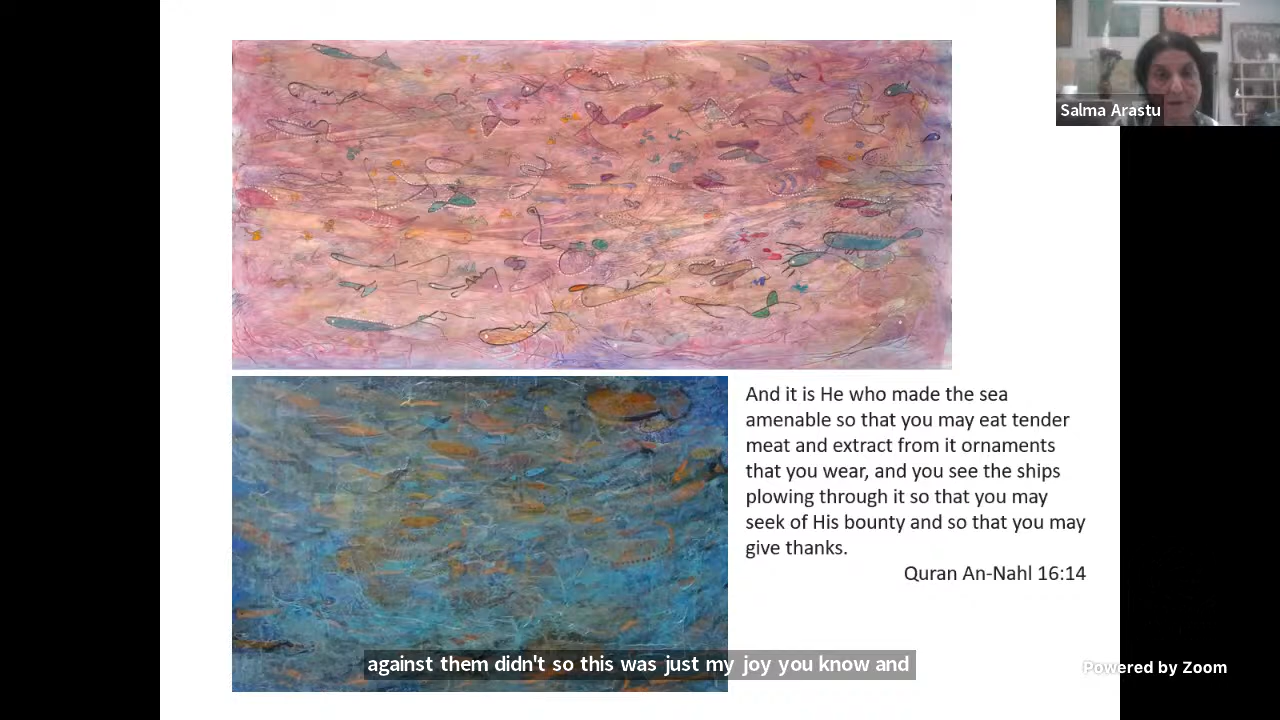 Salma Arastu
And it is He who made the sea
amenable so that you may eat tender
meat and extract from it ornaments
that you wear, and you see the ships
plowing through it so that you may
seek of His bounty and so that you may
give thanks.
Quran An-Nahl 16:14
against them didn't so this was just my joy you know and
Powered by Zoom